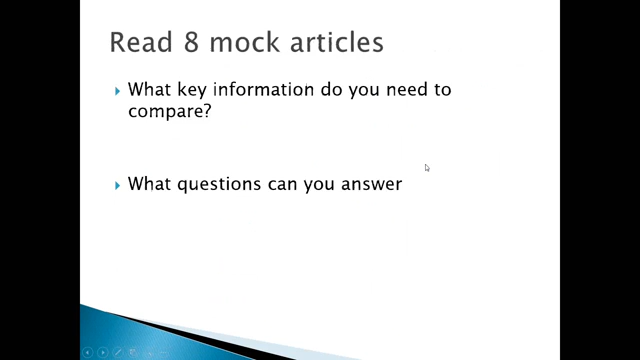 Read 8 mock articles
What key information do you need to
compare?
What questions can you answer